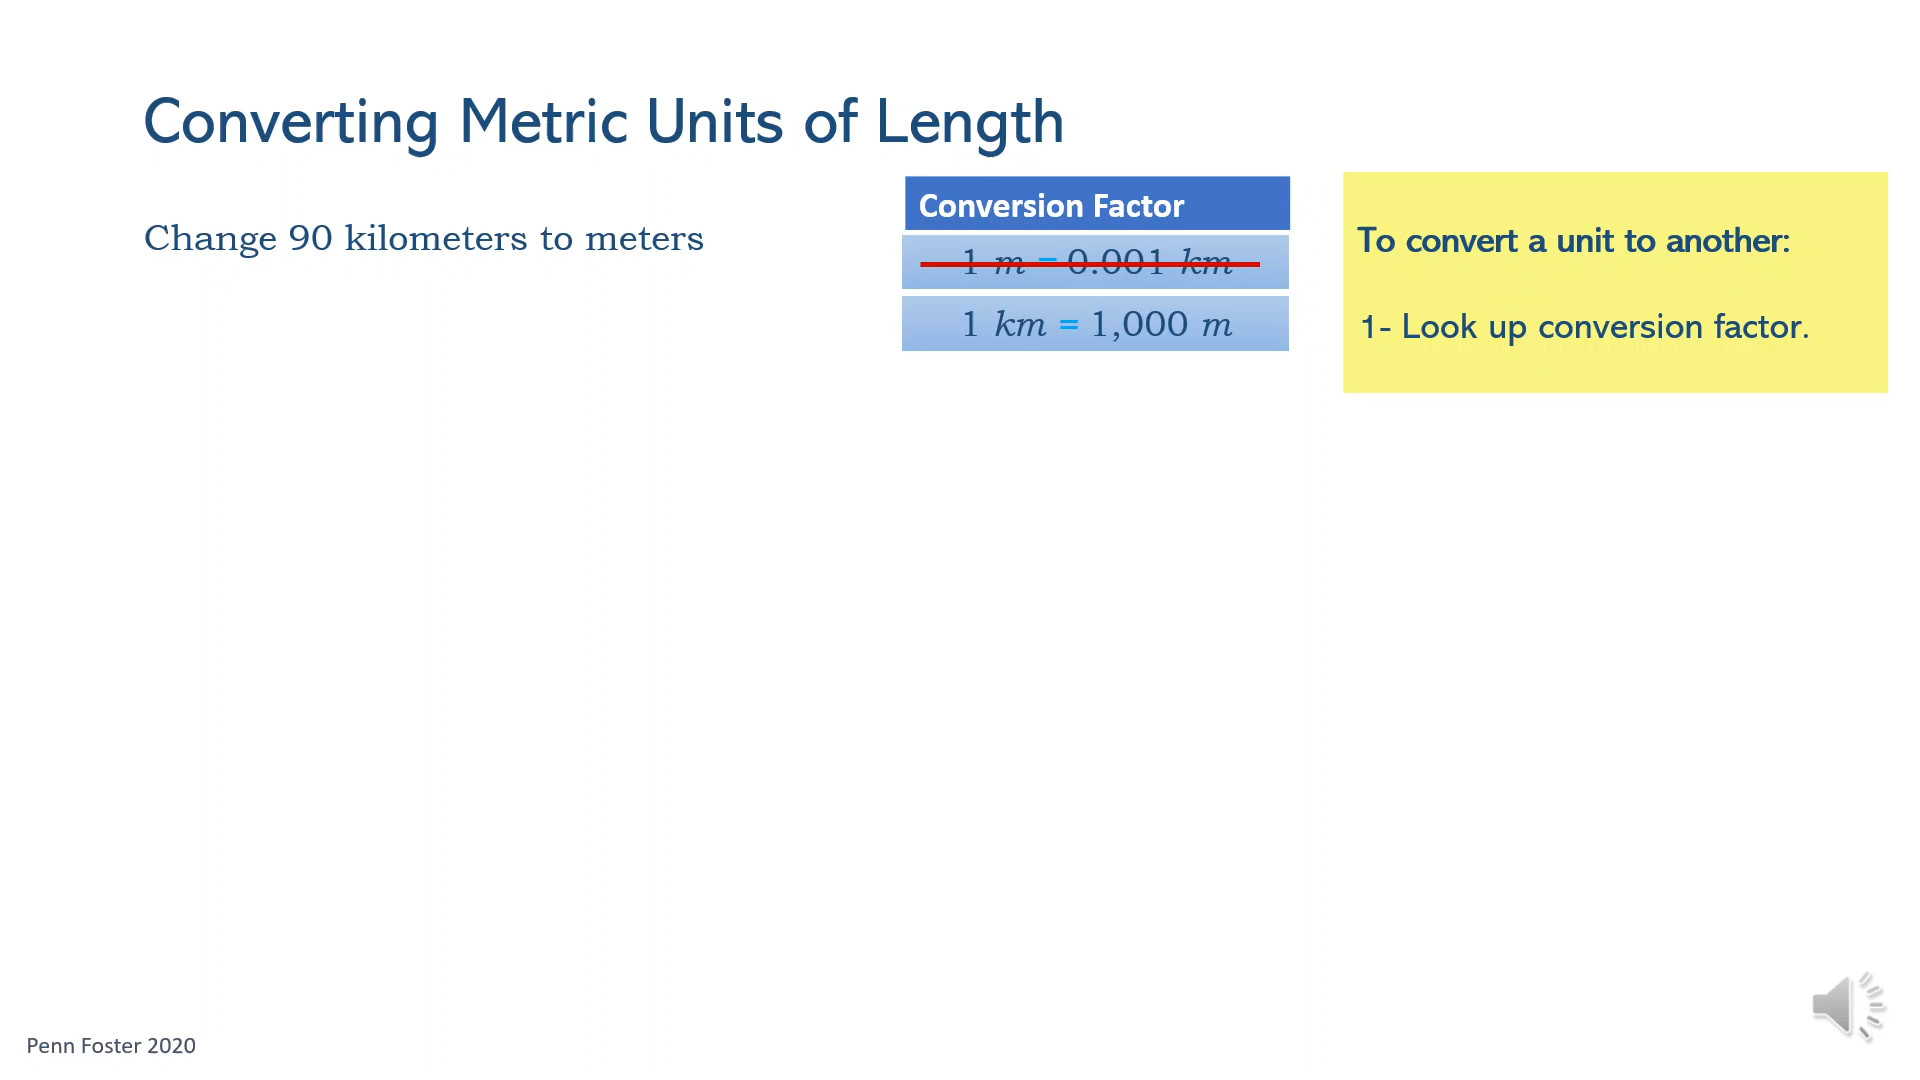 Converting Metric Units of Length
Change 90 kilometers to meters
Conversion Factor
1 m = 0.001 km
1 km = 1,000 m
To convert a unit to another:
1- Look up conversion factor.
Penn Foster 2020